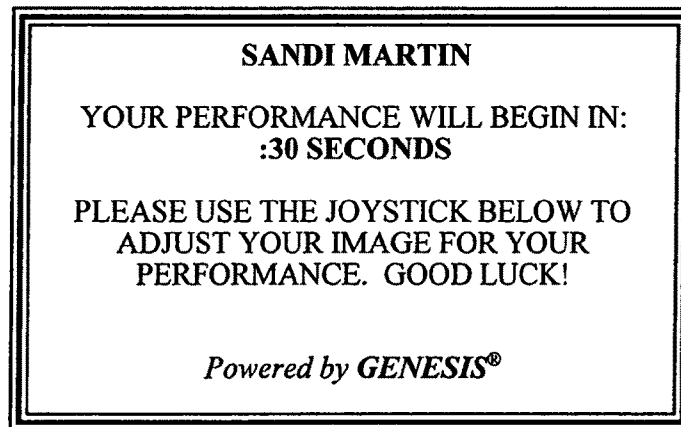 SANDI MARTIN
YOUR PERFORMANCE WILL BEGIN IN:
:30 SECONDS
PLEASE USE THE JOYSTICK BELOW TO
ADJUST YOUR IMAGE FOR YOUR
PERFORMANCE. GOOD LUCK!
Powered by GENESIS®